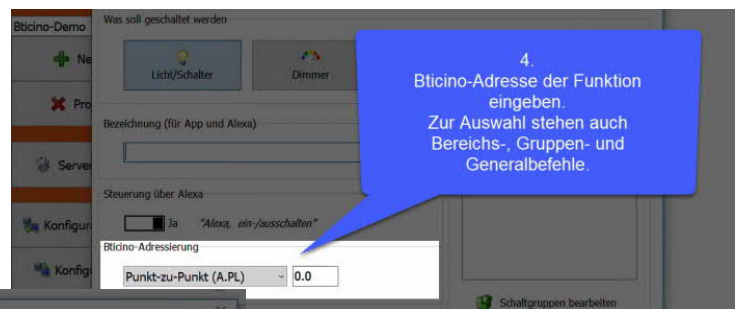 Bticino-Demo
Was soll geschaltet werden
Ne
Licht/Schalter
Dimmer
Pro
Bezeichnung (für App und Alexa)
Server
Steuerung über Alexa
Ja "Alexa, ein-/ausschalten"
Konfigur
Bticino-Adressierung
Punkt-zu-Punkt (A.PL)
0.0
Konfig
Schaltgruppen bearbeiten
4.
Bticino-Adresse der Funktion
eingeben.
Zur Auswahl stehen auch
Bereichs-, Gruppen- und
Generalbefehle.